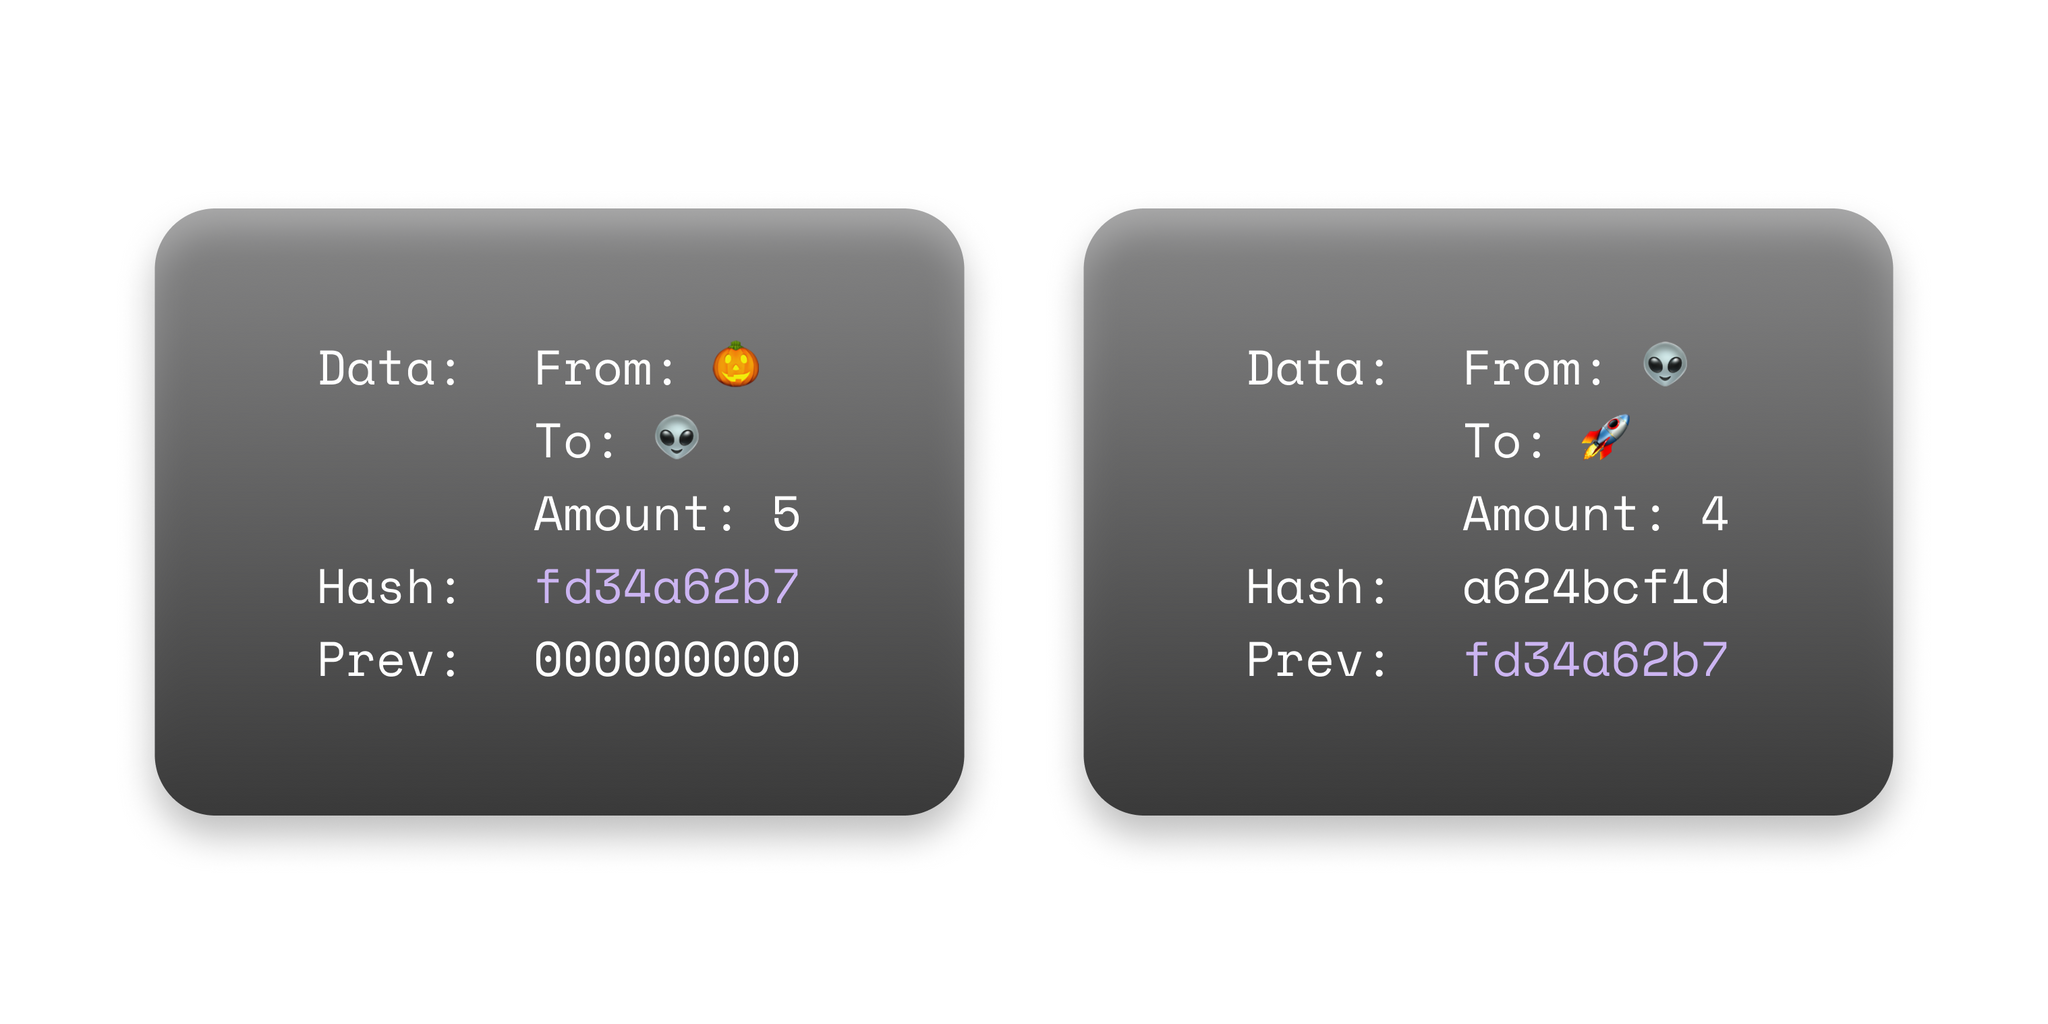 Data: From: 🎃
To: 👽
Amount: 5
Hash: fd34a62b7
Prev: 000000000
Data: From: 👽
To: 🚀
Amount: 4
Hash: a624bcf1d
Prev: fd34a62b7